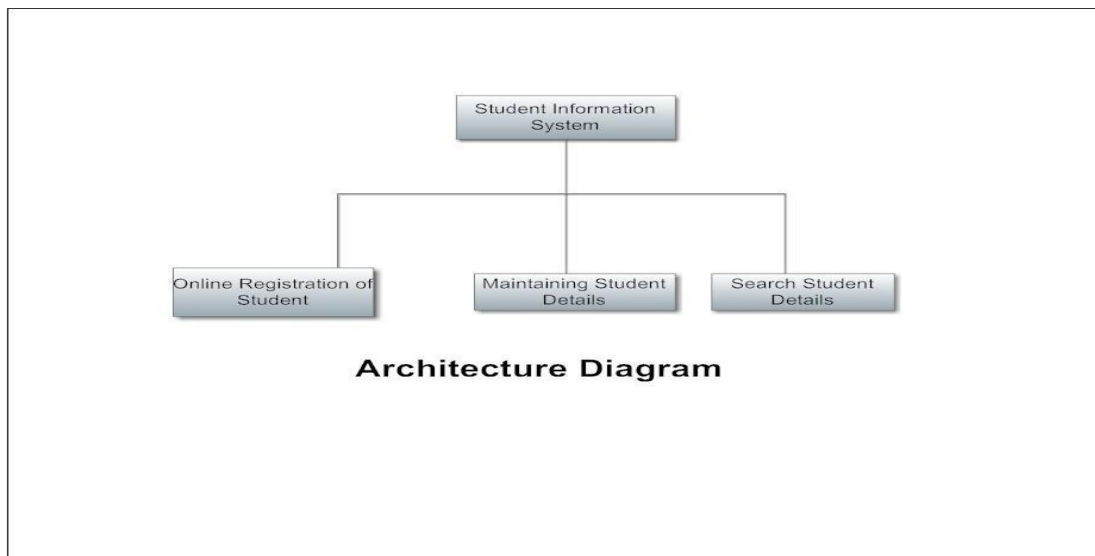 Student Information
System
Online Registration of
Student
Maintaining Student
Details
Search Student
Details
Architecture Diagram